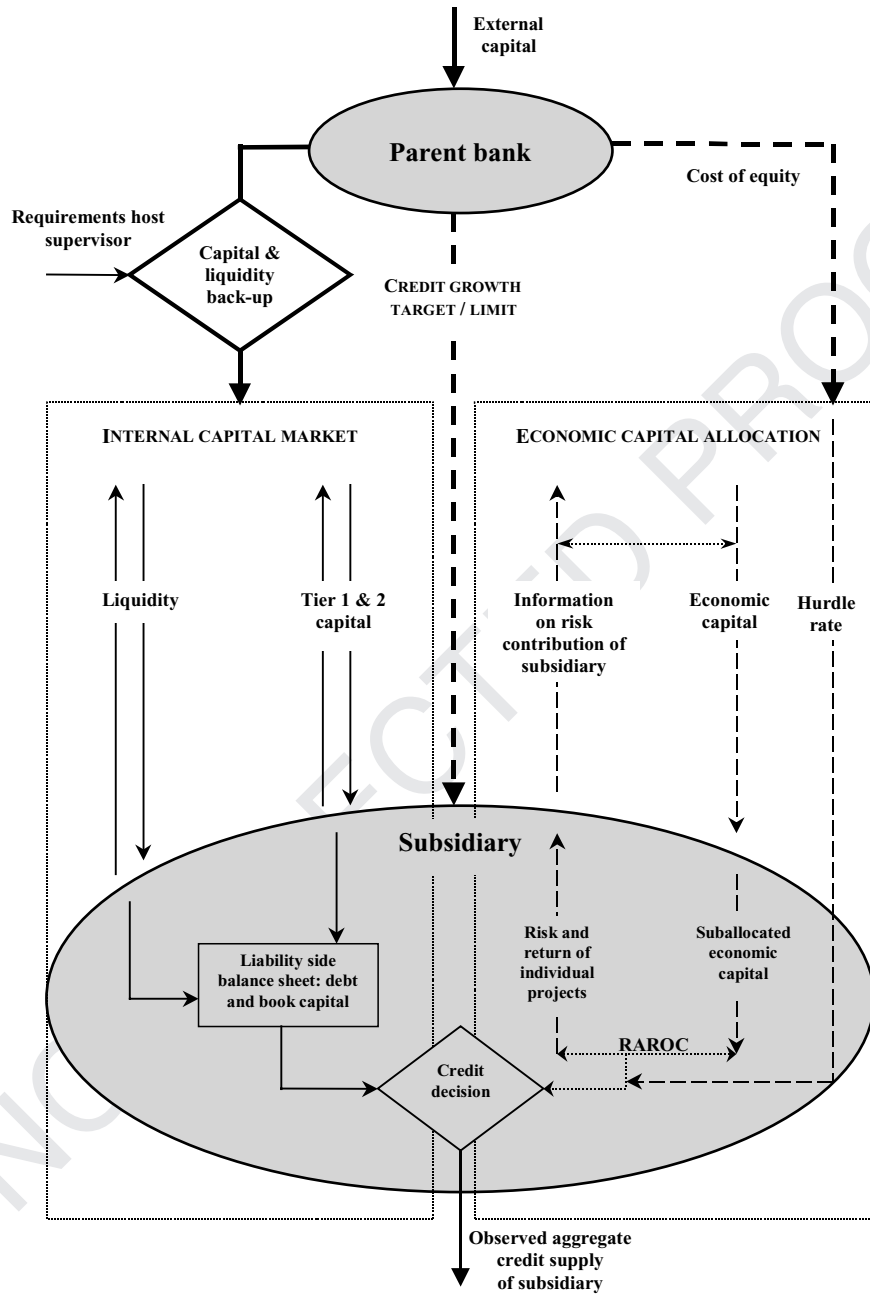 External
capital
Parent bank
Cost of equity
Requirements host
supervisor
Capital &
liquidity
back-up
CREDIT GROWTH
TARGET / LIMIT
INTERNAL CAPITAL MARKET
ECONOMIC CAPITAL ALLOCATION
Liquidity
Tier 1 & 2
capital
Information
on risk
contribution of
subsidiary
Economic
capital
Hurdle
rate
Subsidiary
Risk and
return of
individual
projects
Suballocated
economic
capital
Liability side
balance sheet: debt
and book capital
RAROC
Credit
decision
Observed aggregate
credit supply
of subsidiary